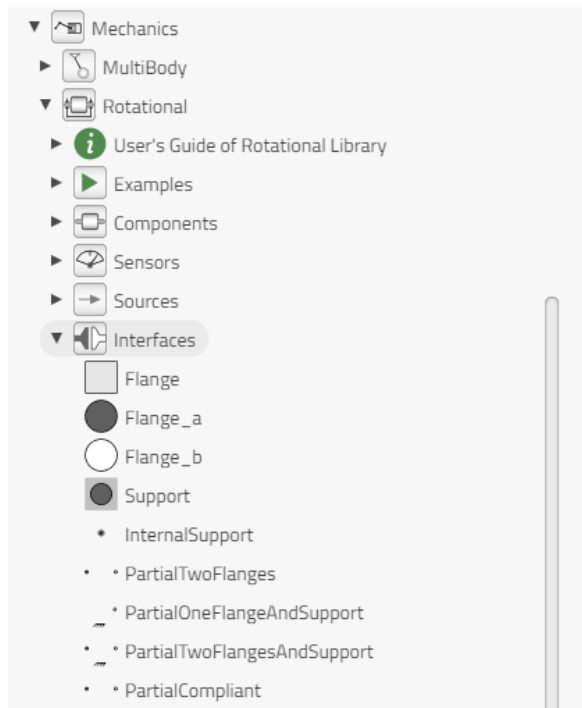 Mechanics
MultiBody
Rotational
User's Guide of Rotational Library
Examples
Components
Sensors
Sources
Interfaces
Flange
Flange_a
Flange_b
Support
InternalSupport
PartialTwoFlanges
PartialOneFlangeAndSupport
PartialTwoFlangesAndSupport
PartialCompliant